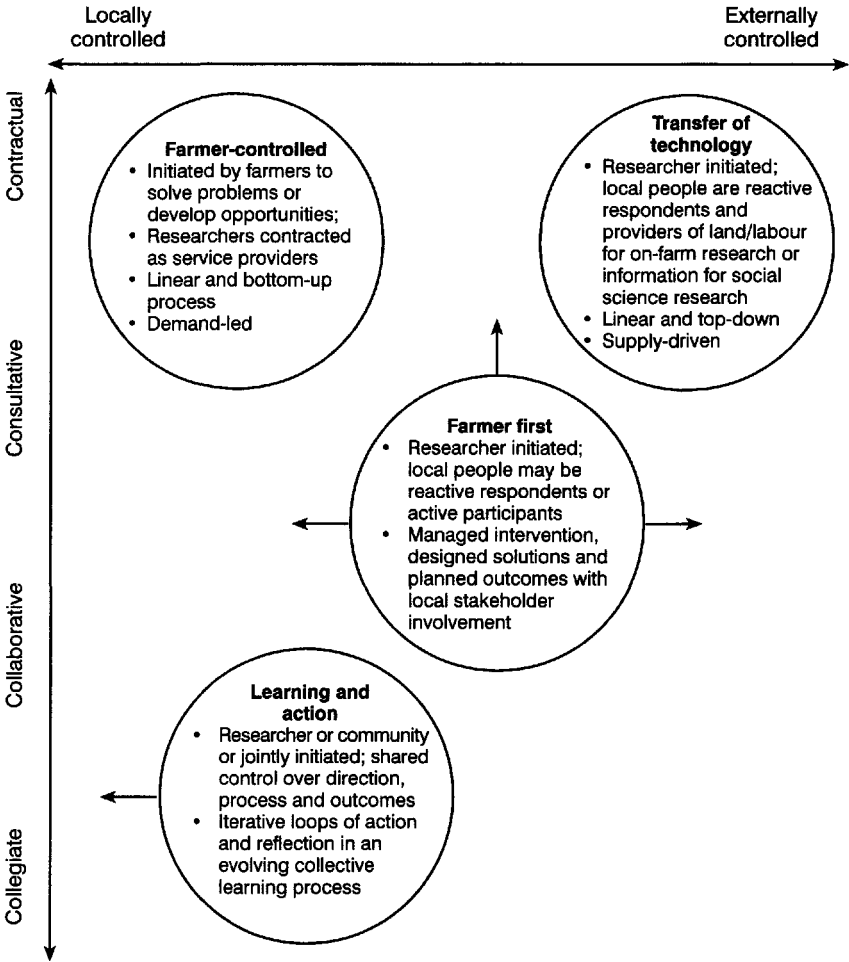 Locally
controlled
Externally
controlled
Contractual
Consultative
Collaborative
Collegiate
Farmer-controlled
• Initiated by farmers to
solve problems or
develop opportunities;
• Researchers contracted
as service providers
• Linear and bottom-up
process
• Demand-led
Transfer of
technology
• Researcher initiated;
local people are reactive
respondents and
providers of land/labour
for on-farm research or
information for social
science research
• Linear and top-down
• Supply-driven
Farmer first
• Researcher initiated;
local people may be
reactive respondents or
active participants
• Managed intervention,
designed solutions and
planned outcomes with
local stakeholder
involvement
Learning and
action
• Researcher or community
or jointly initiated; shared
control over direction,
process and outcomes
• Iterative loops of action
and reflection in an
evolving collective
learning process